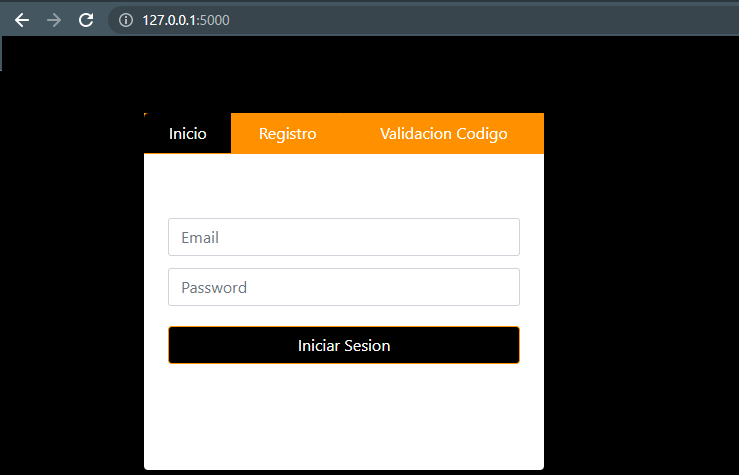 127.0.0.1:5000
Inicio Registro Validacion Codigo
Email
Password
Iniciar Sesion